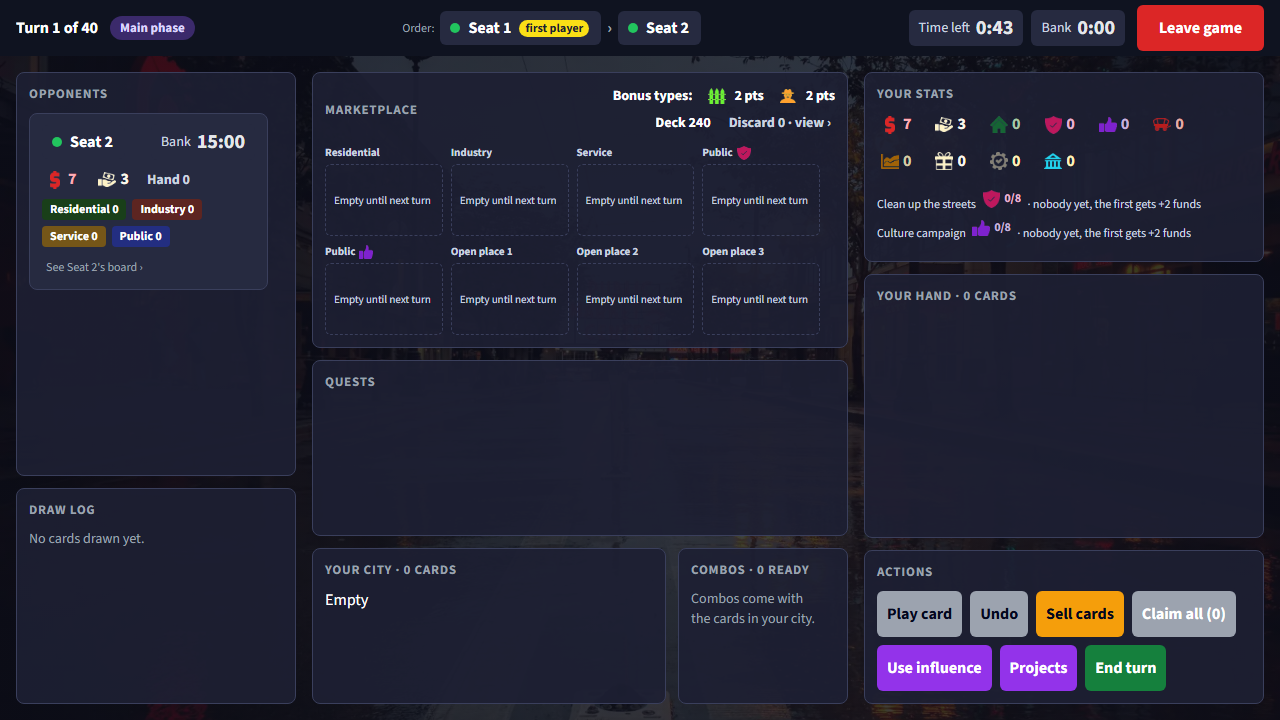 Turn 1 of 40 Main phase Order: Seat 1 first player › Seat 2 Time left 0:43 Bank 0:00 Leave game
OPPONENTS
Seat 2 Bank 15:00
7 3 Hand 0
Residential 0 Industry 0
Service 0 Public 0
See Seat 2's board ›
DRAW LOG
No cards drawn yet.
MARKETPLACE
Bonus types: 2 pts 2 pts
Deck 240 Discard 0 · view ›
Residential Industry Service Public
Empty until next turn Empty until next turn Empty until next turn Empty until next turn
Public Open place 1 Open place 2 Open place 3
Empty until next turn Empty until next turn Empty until next turn Empty until next turn
QUESTS
YOUR CITY · 0 CARDS
Empty
COMBOS · 0 READY
Combos come with
the cards in your city.
YOUR STATS
7 3 0 0 0 0
0 0 0 0
Clean up the streets 0/8 · nobody yet, the first gets +2 funds
Culture campaign 0/8 · nobody yet, the first gets +2 funds
YOUR HAND · 0 CARDS
ACTIONS
Play card Undo Sell cards Claim all (0)
Use influence Projects End turn